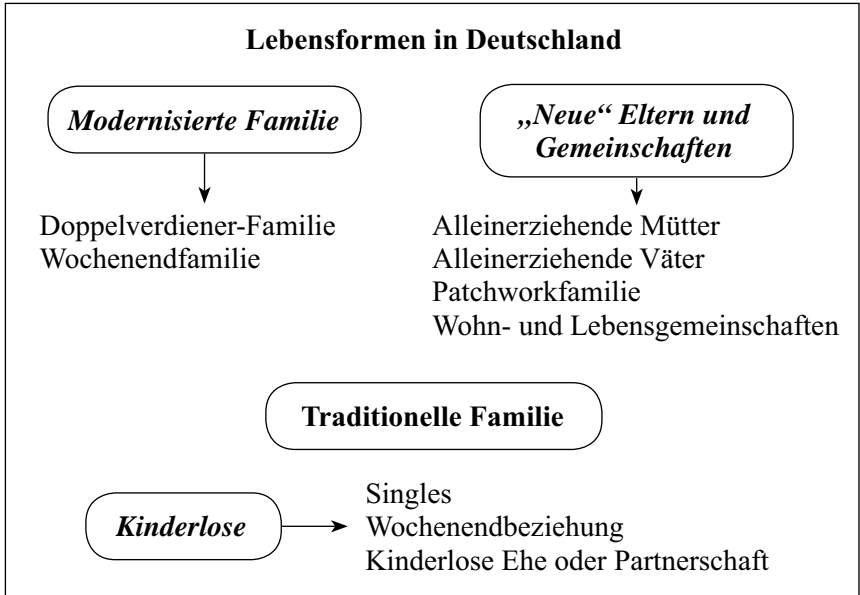 Lebensformen in Deutschland
Modernisierte Familie
Doppelverdiener-Familie
Wochenendfamilie
„Neue“ Eltern und
Gemeinschaften
Alleinerziehende Mütter
Alleinerziehende Väter
Patchworkfamilie
Wohn- und Lebensgemeinschaften
Traditionelle Familie
Kinderlose
Singles
Wochenendbeziehung
Kinderlose Ehe oder Partnerschaft